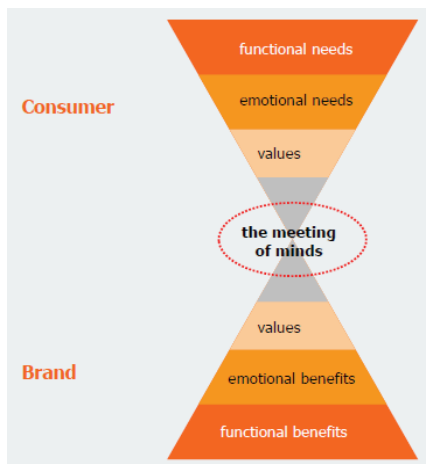 functional needs
emotional needs
Consumer
values
the meeting
of minds
values
Brand
emotional benefits
functional benefits